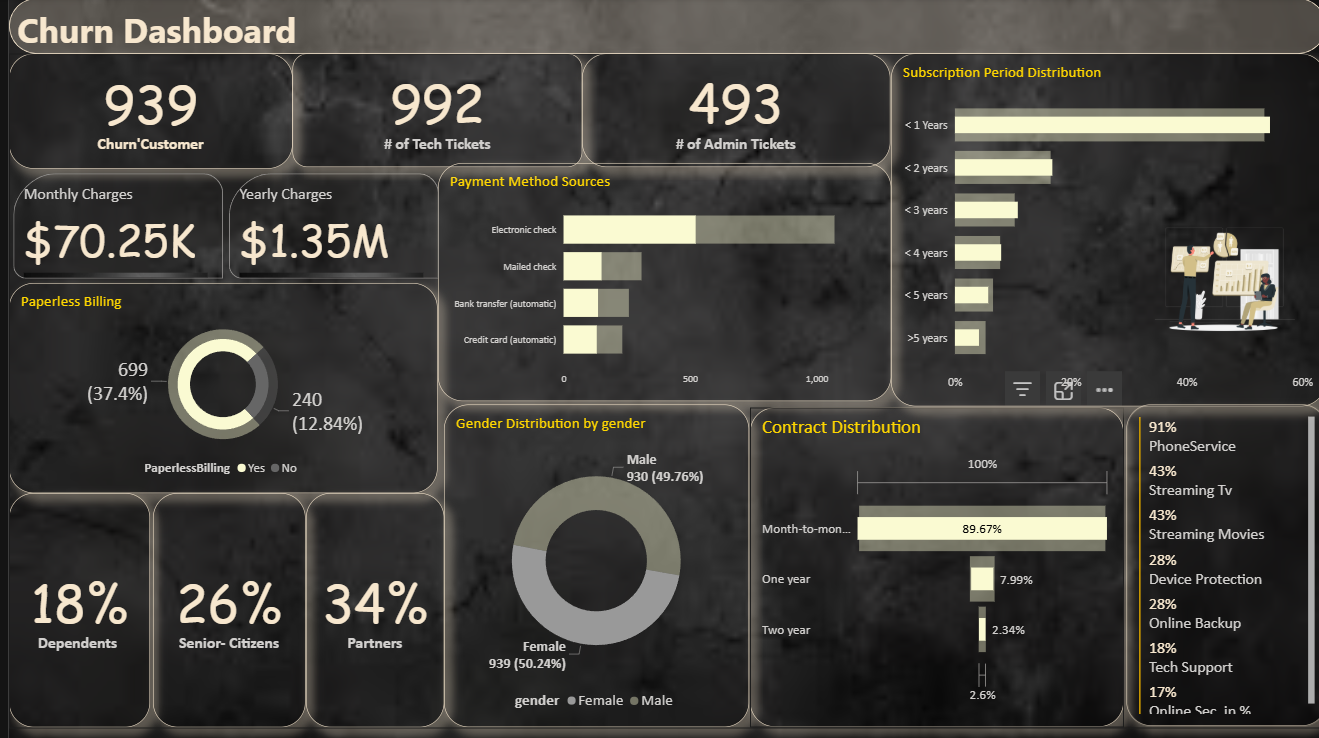 Churn Dashboard
939
Churn'Customer
992
# of Tech Tickets
493
# of Admin Tickets
Subscription Period Distribution
< 1 Years
< 2 years
< 3 years
< 4 years
< 5 years
>5 years
0%
20%
40%
60%
Monthly Charges
$70.25K
Yearly Charges
$1.35M
Payment Method Sources
Electronic check
Mailed check
Bank transfer (automatic)
Credit card (automatic)
0
500
1,000
Paperless Billing
699
(37.4%)
240
(12.84%)
PaperlessBilling Yes No
18%
Dependents
26%
Senior- Citizens
34%
Partners
Gender Distribution by gender
Male
930 (49.76%)
Female
939 (50.24%)
gender Female Male
Contract Distribution
100%
Month-to-mon...
89.67%
One year
7.99%
Two year
2.34%
2.6%
91%
PhoneService
43%
Streaming Tv
43%
Streaming Movies
28%
Device Protection
28%
Online Backup
18%
Tech Support
17%
Online Sec. in %